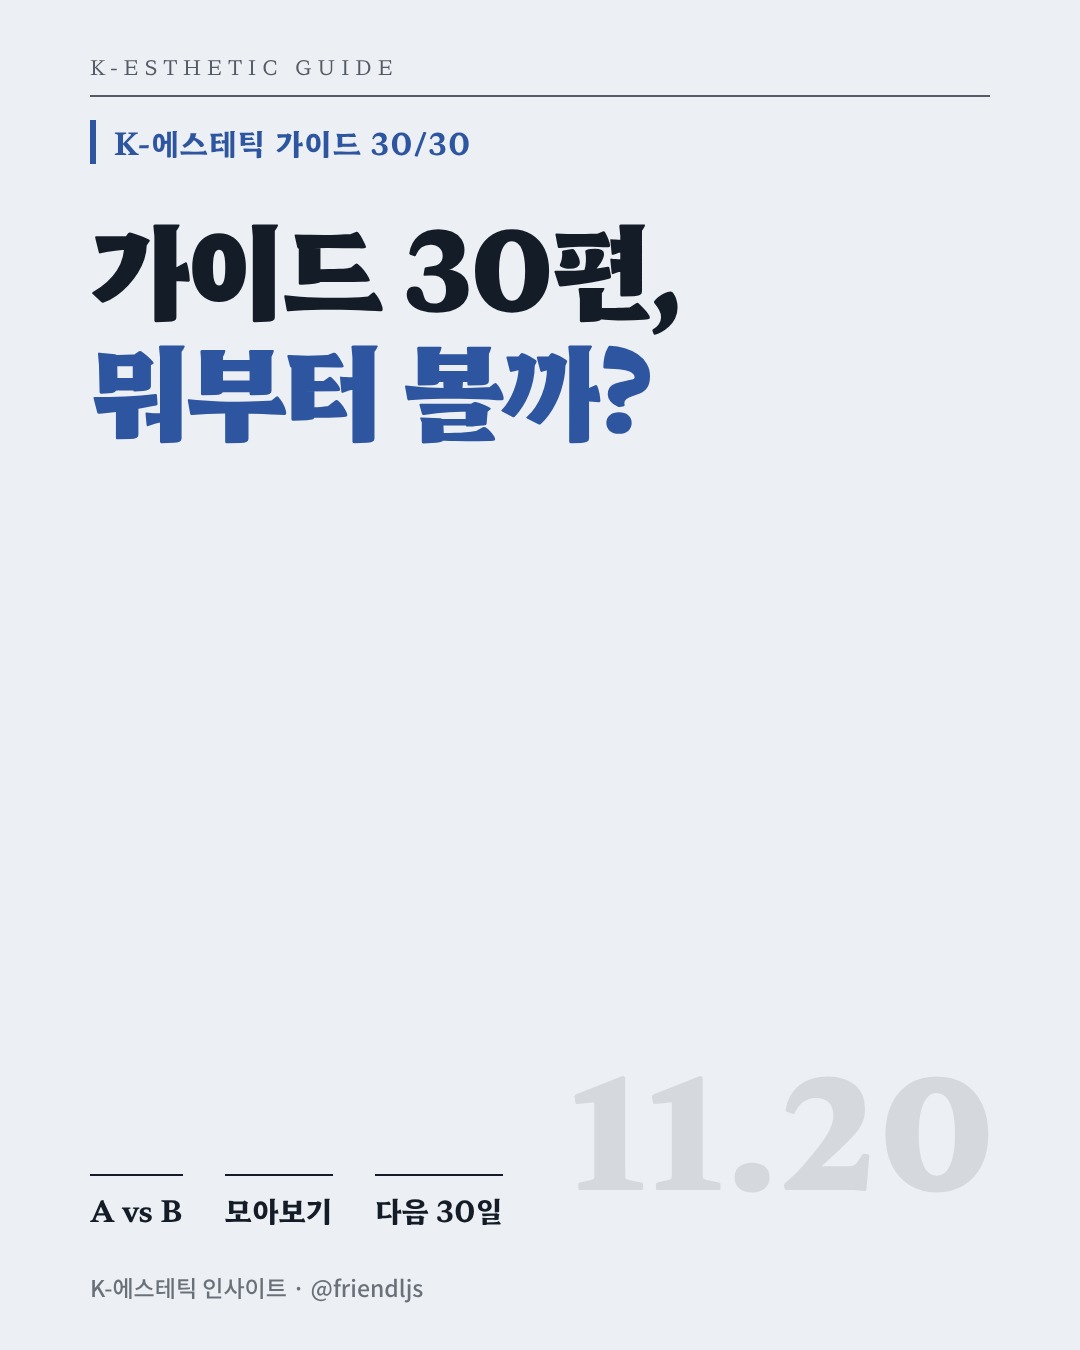 K-ESTHETIC GUIDE
K-에스테틱 가이드 30/30
가이드 30편,
뭐부터 볼까?
11.20
A vs B 모아보기 다음 30일
K-에스테틱 인사이트 · @friendljs